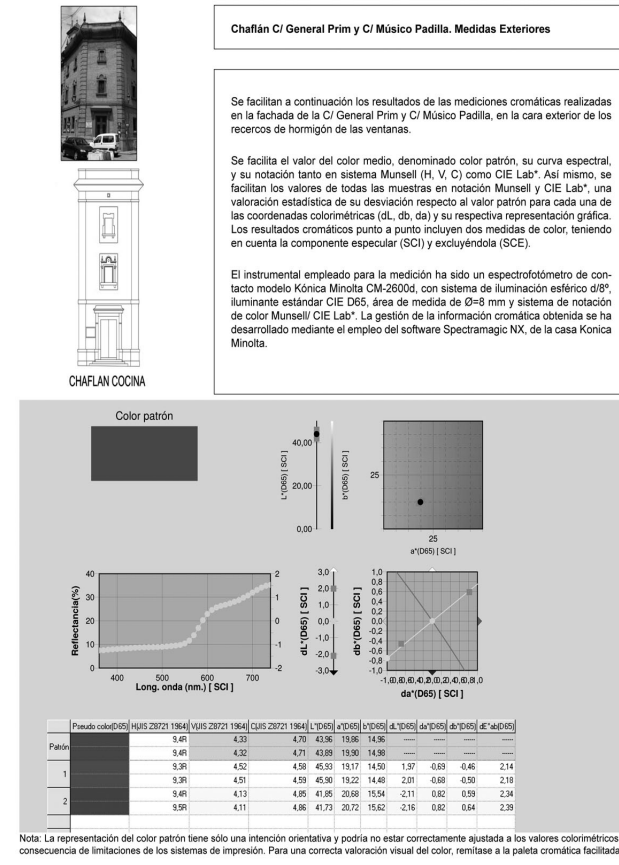 Chaflán C/ General Prim y C/ Músico Padilla. Medidas Exteriores
Se facilitan a continuación los resultados de las mediciones cromáticas realizadas
en la fachada de la C/ General Prim y C/ Músico Padilla, en la cara exterior de los
recercos de hormigón de las ventanas.
Se facilita el valor del color medio, denominado color patrón, su curva espectral,
y su notación tanto en sistema Munsell (H, V, C) como CIE Lab*. Así mismo, se
facilitan los valores de todas las muestras en notación Munsell y CIE Lab*, una
valoración estadística de su desviación respecto al valor patrón para cada una de
las coordenadas colorimétricas (dL, db, da) y su respectiva representación gráfica.
Los resultados cromáticos punto a punto incluyen dos medidas de color, teniendo
en cuenta la componente especular (SCI) y excluyéndola (SCE).
El instrumental empleado para la medición ha sido un espectrofotómetro de con-
tacto modelo Kónica Minolta CM-2600d, con sistema de iluminación esférico d/8º,
iluminante estándar CIE D65, área de medida de Ø=8 mm y sistema de notación
de color Munsell/ CIE Lab*. La gestión de la información cromática obtenida se ha
desarrollado mediante el empleo del software Spectramagic NX, de la casa Konica
Minolta.
CHAFLAN COCINA
Color patrón
L*(D65) [ SCI ]
40,00
20,00
0,00
b*(D65) [ SCI ]
25
25
a*(D65) [ SCI ]
Reflectancia(%)
40
30
20
10
0
2
1
0
-1
-2
400 500 600 700
Long. onda (nm.) [ SCI ]
dL*(D65) [ SCI ]
3,0
2,0
1,0
0,0
-1,0
-2,0
-3,0
db*(D65) [ SCI ]
1,0
0,8
0,6
0,4
0,2
0,0
-0,2
-0,4
-0,6
-0,8
-1,0
da*(D65) [ SCI ]
Pseudo color(D65) H(JIS Z8721 1964) V(JIS Z8721 1964) C(JIS Z8721 1964) L*(D65) a*(D65) b*(D65) dL*(D65) da*(D65) db*(D65) dE*ab(D65)
Patrón 9,4R 4,33 4,70 43,96 19,86 14,96 ------ ------ ------
9,4R 4,32 4,71 43,89 19,90 14,98 ------ ------ ------
1 9,3R 4,52 4,58 45,93 19,17 14,50 1,97 -0,69 -0,46 2,14
9,3R 4,51 4,59 45,90 19,22 14,48 2,01 -0,68 -0,50 2,18
2 9,4R 4,13 4,85 41,85 20,68 15,54 -2,11 0,82 0,59 2,34
9,5R 4,11 4,86 41,73 20,72 15,62 -2,16 0,82 0,64 2,39
Nota: La representación del color patrón tiene sólo una intención orientativa y podría no estar correctamente ajustada a los valores colorimétricos
consecuencia de limitaciones de los sistemas de impresión. Para una correcta valoración visual del color, remítase a la paleta cromática facilitada